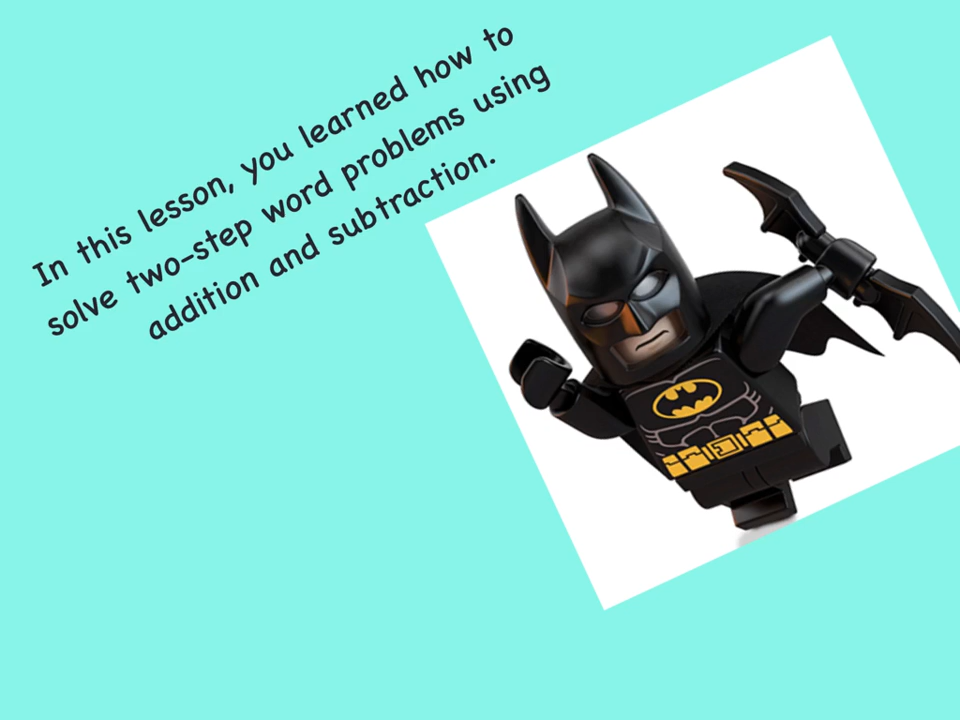 In this lesson, you learned how to
solve two-step word problems using
addition and subtraction.